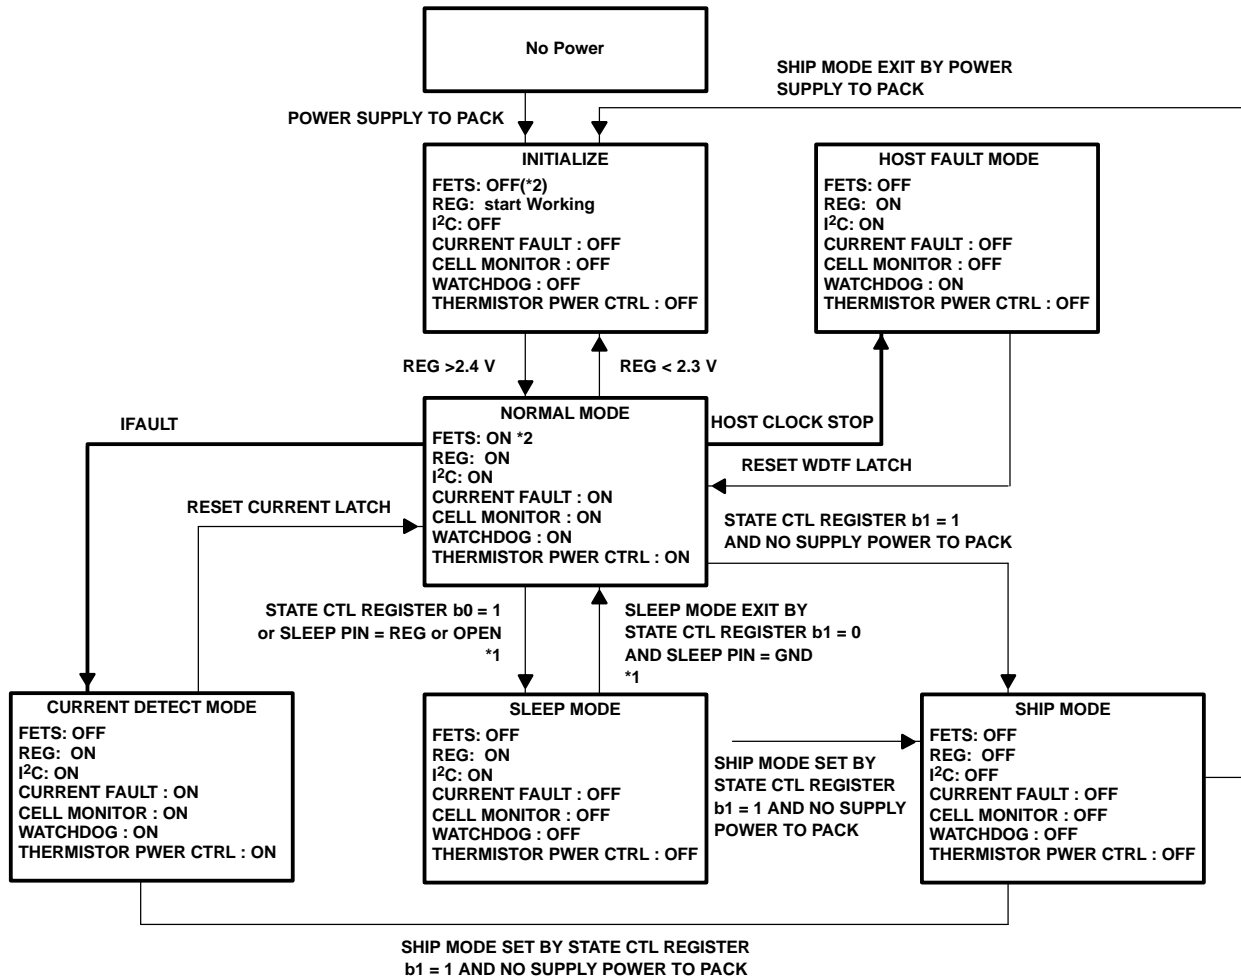 No Power
SHIP MODE EXIT BY POWER
SUPPLY TO PACK
POWER SUPPLY TO PACK
INITIALIZE
FETS: OFF(*2)
REG: start Working
I²C: OFF
CURRENT FAULT : OFF
CELL MONITOR : OFF
WATCHDOG : OFF
THERMISTOR PWER CTRL : OFF
HOST FAULT MODE
FETS: OFF
REG: ON
I²C: ON
CURRENT FAULT : OFF
CELL MONITOR : OFF
WATCHDOG : ON
THERMISTOR PWER CTRL : OFF
REG >2.4 V
REG < 2.3 V
IFAULT
NORMAL MODE
FETS: ON *2
REG: ON
I²C: ON
CURRENT FAULT : ON
CELL MONITOR : ON
WATCHDOG : ON
THERMISTOR PWER CTRL : ON
HOST CLOCK STOP
RESET WDTF LATCH
RESET CURRENT LATCH
STATE CTL REGISTER b1 = 1
AND NO SUPPLY POWER TO PACK
STATE CTL REGISTER b0 = 1
or SLEEP PIN = REG or OPEN
*1
SLEEP MODE EXIT BY
STATE CTL REGISTER b1 = 0
AND SLEEP PIN = GND
*1
CURRENT DETECT MODE
FETS: OFF
REG: ON
I²C: ON
CURRENT FAULT : ON
CELL MONITOR : ON
WATCHDOG : ON
THERMISTOR PWER CTRL : ON
SLEEP MODE
FETS: OFF
REG: ON
I²C: ON
CURRENT FAULT : OFF
CELL MONITOR : OFF
WATCHDOG : OFF
THERMISTOR PWER CTRL : OFF
SHIP MODE SET BY
STATE CTL REGISTER
b1 = 1 AND NO SUPPLY
POWER TO PACK
SHIP MODE
FETS: OFF
REG: OFF
I²C: OFF
CURRENT FAULT : OFF
CELL MONITOR : OFF
WATCHDOG : OFF
THERMISTOR PWER CTRL : OFF
SHIP MODE SET BY STATE CTL REGISTER
b1 = 1 AND NO SUPPLY POWER TO PACK